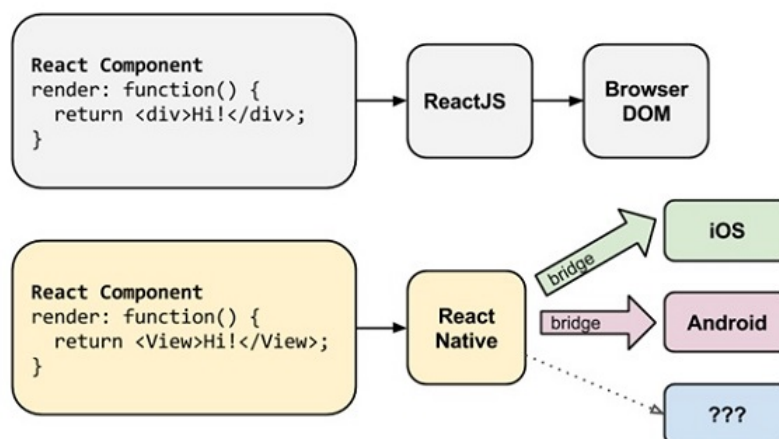 React Component
render: function() {
  return <div>Hi!</div>;
}
ReactJS
Browser
DOM
React Component
render: function() {
  return <View>Hi!</View>;
}
React
Native
bridge
iOS
bridge
Android
???